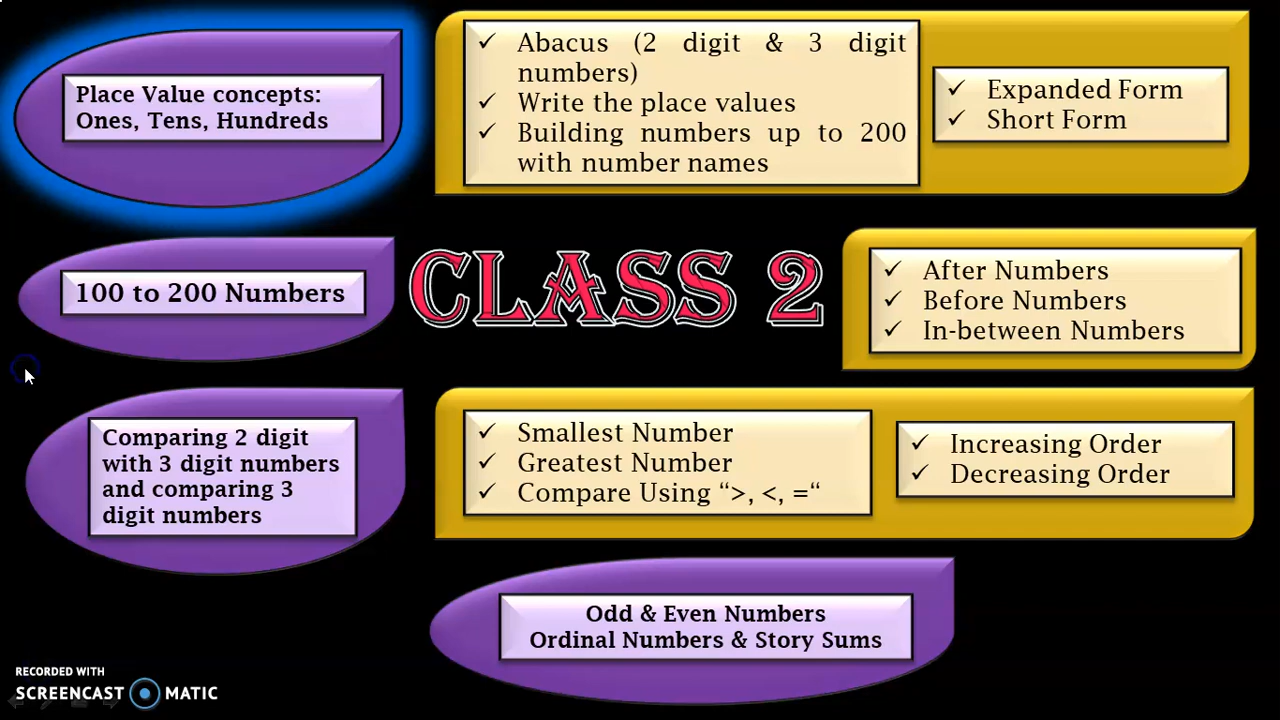 Place Value concepts:
Ones, Tens, Hundreds
✓ Abacus (2 digit & 3 digit
numbers)
✓ Write the place values
✓ Building numbers up to 200
with number names
✓ Expanded Form
✓ Short Form
100 to 200 Numbers
CLASS 2
✓ After Numbers
✓ Before Numbers
✓ In-between Numbers
Comparing 2 digit
with 3 digit numbers
and comparing 3
digit numbers
✓ Smallest Number
✓ Greatest Number
✓ Compare Using “>, <, =“
✓ Increasing Order
✓ Decreasing Order
Odd & Even Numbers
Ordinal Numbers & Story Sums
RECORDED WITH
SCREENCAST MATIC